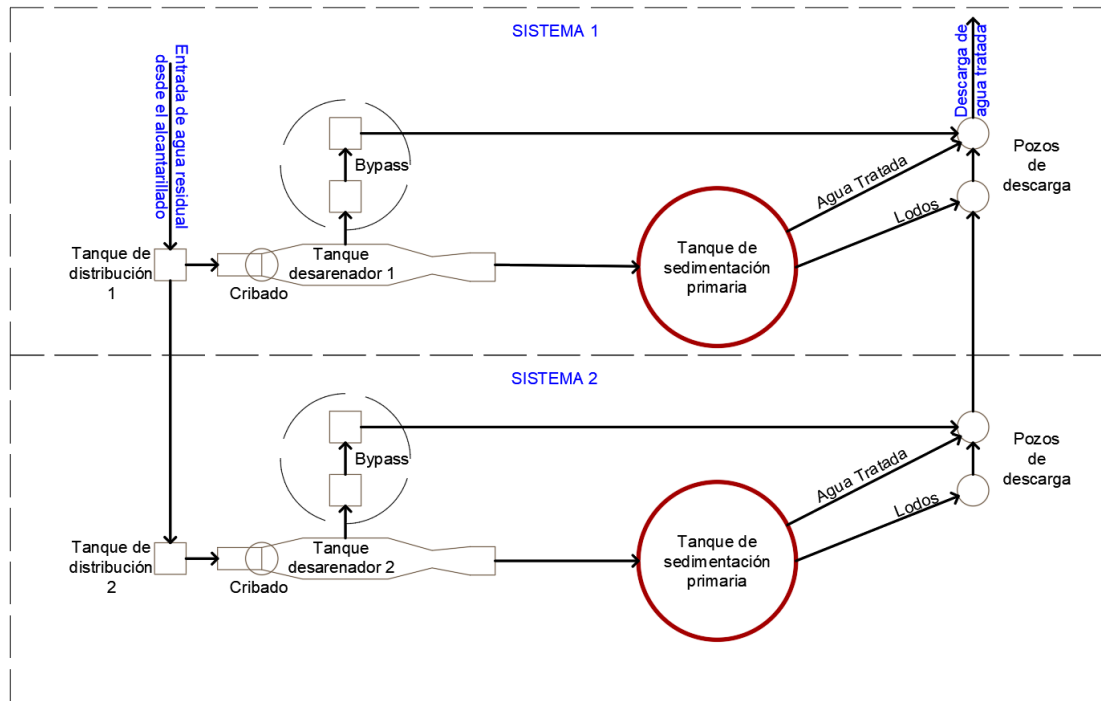 SISTEMA 1
Entrada de agua residual
desde el alcantarillado
Descarga de
agua tratada
Bypass
Pozos
de
descarga
Agua Tratada
Lodos
Tanque de
distribución
1
Cribado
Tanque
desarenador 1
Tanque de
sedimentación
primaria
SISTEMA 2
Bypass
Pozos
de
descarga
Agua Tratada
Lodos
Tanque de
distribución
2
Cribado
Tanque
desarenador 2
Tanque de
sedimentación
primaria